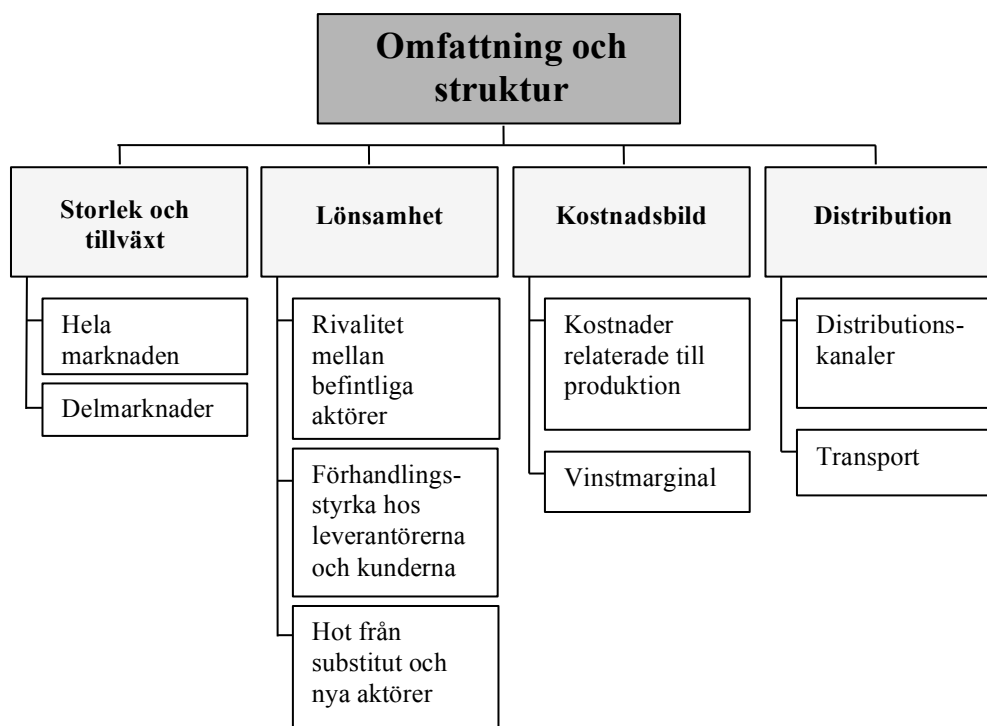 Omfattning och
struktur
Storlek och
tillväxt
Hela
marknaden
Delmarknader
Lönsamhet
Rivalitet
mellan
befintliga
aktörer
Förhandlings-
styrka hos
leverantörerna
och kunderna
Hot från
substitut och
nya aktörer
Kostnadsbild
Kostnader
relaterade till
produktion
Vinstmarginal
Distribution
Distributions-
kanaler
Transport